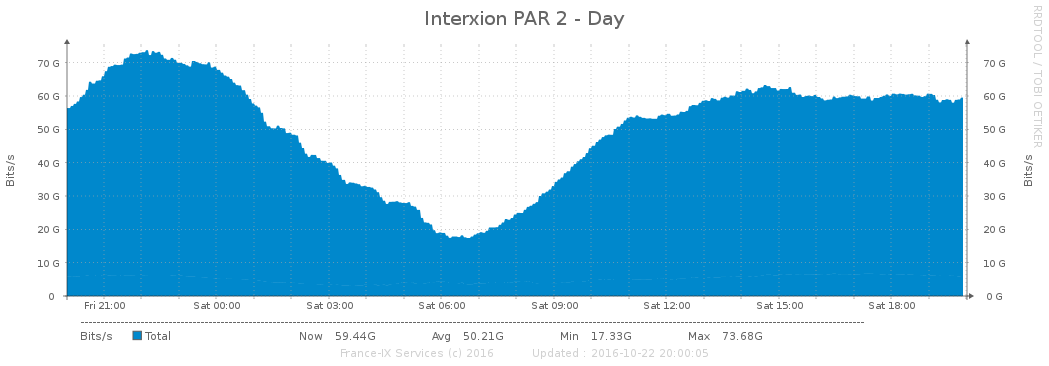 Interxion PAR 2 - Day
RRDTOOL / TOBI OETIKER
Bits/s
70 G 70 G
60 G 60 G
50 G 50 G
40 G 40 G
30 G 30 G
20 G 20 G
10 G 10 G
0 0 G
Bits/s
Fri 21:00 Sat 00:00 Sat 03:00 Sat 06:00 Sat 09:00 Sat 12:00 Sat 15:00 Sat 18:00
Bits/s Total Now 59.44G Avg 50.21G Min 17.33G Max 73.68G
France-IX Services (c) 2016 Updated : 2016-10-22 20:00:05